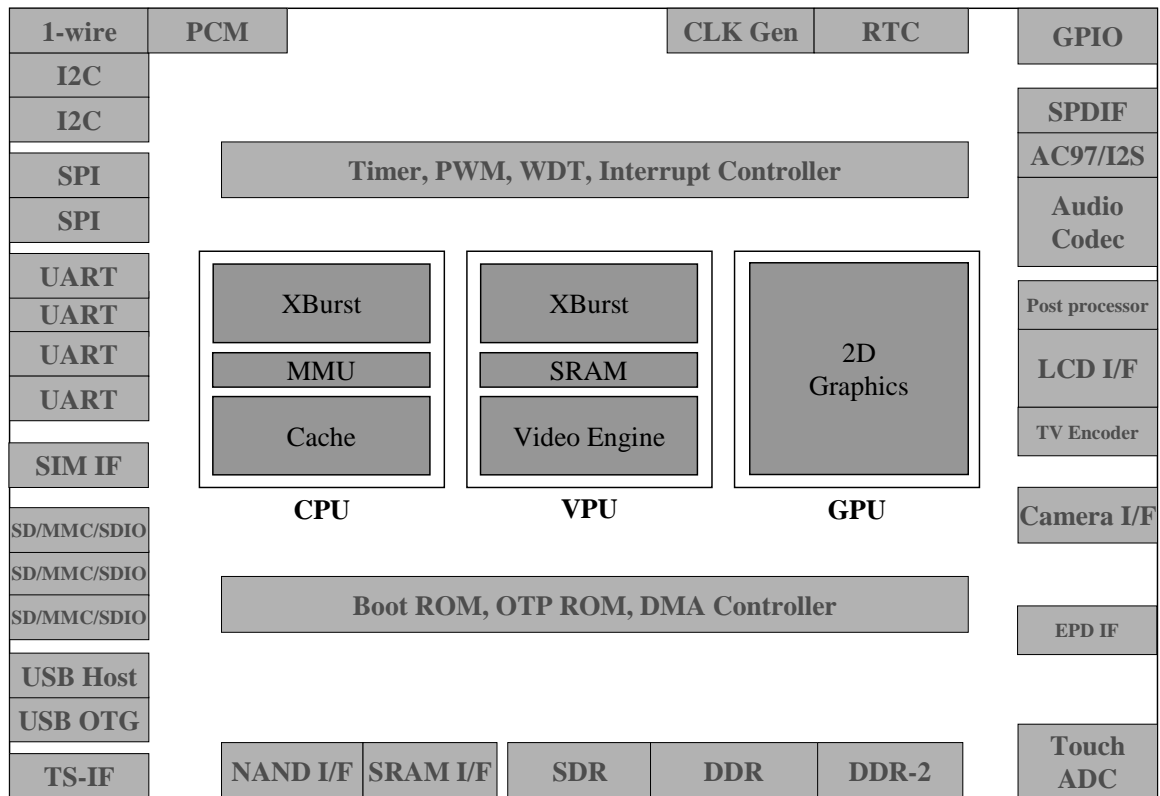 1-wire
PCM
CLK Gen
RTC
GPIO
I2C
I2C
SPI
SPI
UART
UART
UART
UART
SIM IF
SD/MMC/SDIO
SD/MMC/SDIO
SD/MMC/SDIO
USB Host
USB OTG
TS-IF
Timer, PWM, WDT, Interrupt Controller
XBurst
MMU
Cache
CPU
XBurst
SRAM
Video Engine
VPU
2D
Graphics
GPU
Boot ROM, OTP ROM, DMA Controller
NAND I/F
SRAM I/F
SDR
DDR
DDR-2
SPDIF
AC97/I2S
Audio
Codec
Post processor
LCD I/F
TV Encoder
Camera I/F
EPD IF
Touch
ADC